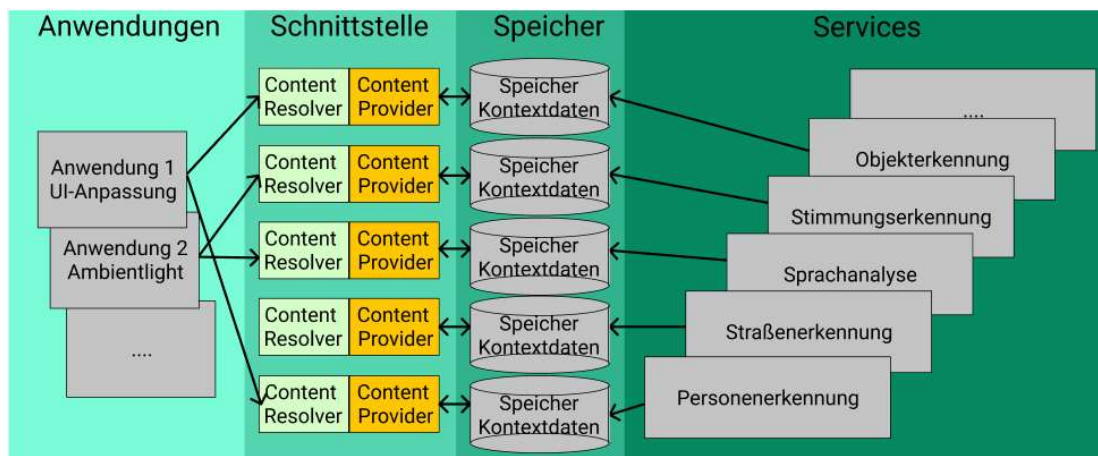 Anwendungen
Schnittstelle
Speicher
Services
Anwendung 1
UI-Anpassung
Anwendung 2
Ambientlight
....
Content
Resolver
Content
Provider
Content
Resolver
Content
Provider
Content
Resolver
Content
Provider
Content
Resolver
Content
Provider
Content
Resolver
Content
Provider
Speicher
Kontextdaten
Speicher
Kontextdaten
Speicher
Kontextdaten
Speicher
Kontextdaten
Speicher
Kontextdaten
....
Objekterkennung
Stimmungserkennung
Sprachanalyse
Straßenerkennung
Personenerkennung